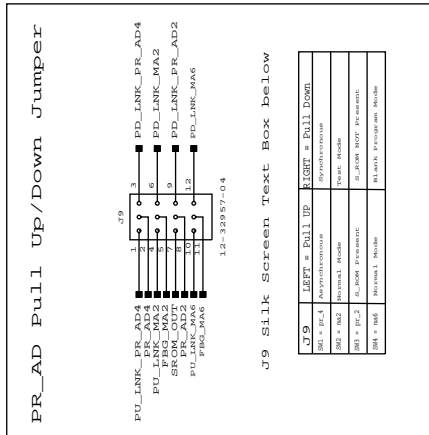 PR_AD Pull Up/Down Jumper
J9
PU_LNK_PR_AD4 1
PR_AD4 2
3 PD_LNK_PR_AD4
PU_LNK_MA2 4
FBG_MA2 5
6 PD_LNK_MA2
SROM_OUT 7
PR_AD2 8
9 PD_LNK_PR_AD2
PU_LNK_MA6 10
FBG_MA6 11
12 PD_LNK_MA6
12-32957-04
J9 Silk Screen Text Box below
J9 LEFT = Pull UP RIGHT = Pull Down
SW1 = pr_4 Asynchronous Synchronous
SW2 = ma2 Normal Mode Test Mode
SW3 = pr_2 S_ROM Present S_ROM NOT Present
SW4 = ma6 Normal Mode Blank Program Mode